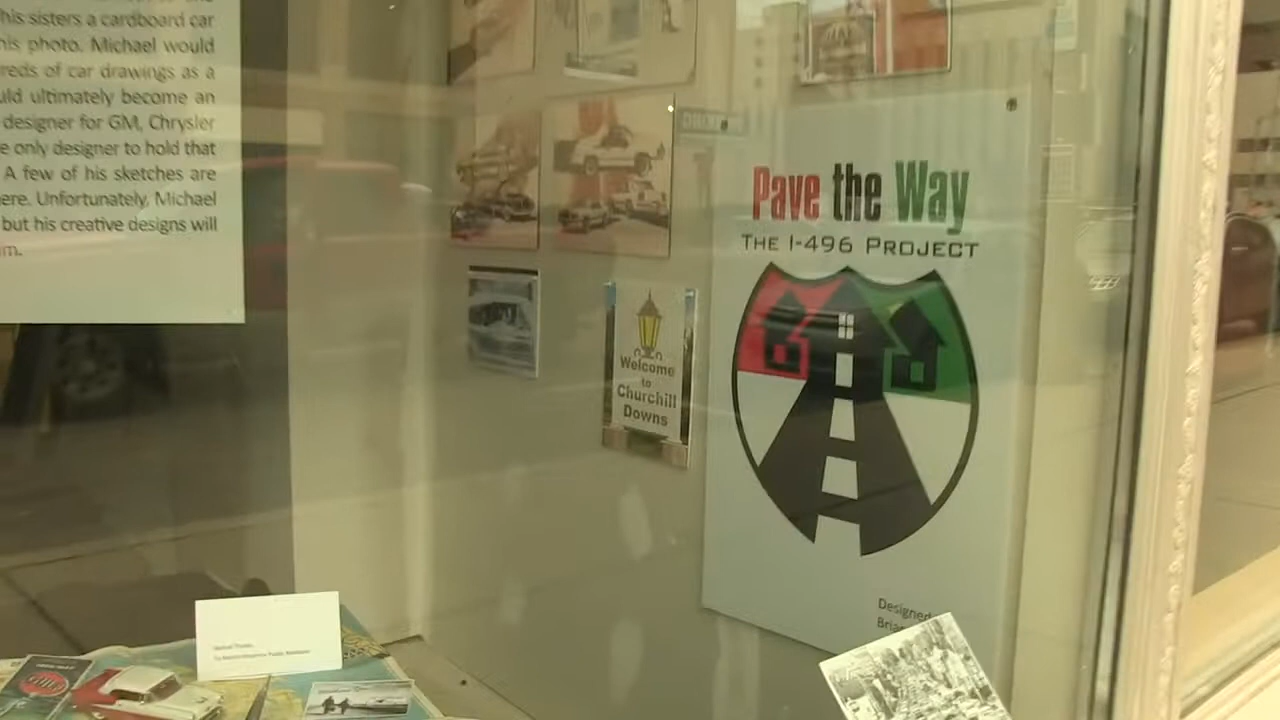 his sisters a cardboard car
his photo. Michael would
reds of car drawings as a
uld ultimately become an
designer for GM, Chrysler
e only designer to hold that
A few of his sketches are
ere. Unfortunately, Michael
but his creative designs will
m.
Pave the Way
THE I-496 PROJECT
Welcome
to
Churchill
Downs
Designed
Bria